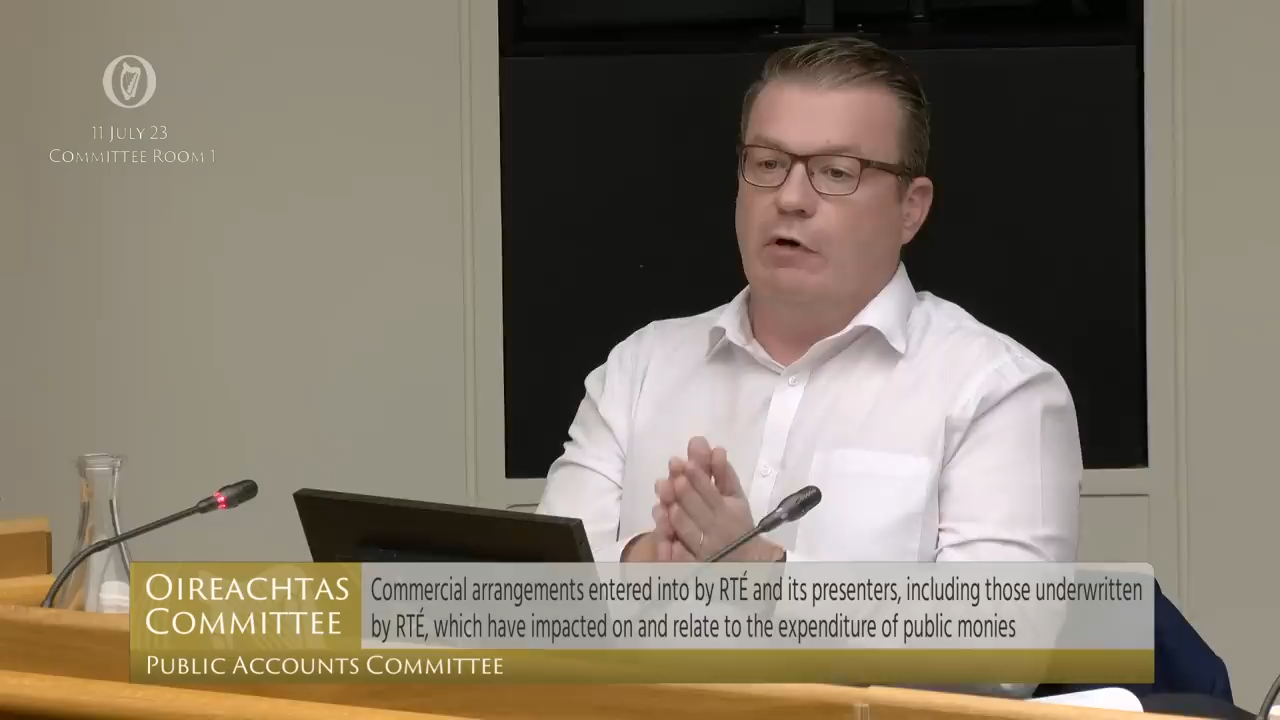 11 July 23
Committee Room 1
Oireachtas
Committee
Commercial arrangements entered into by RTÉ and its presenters, including those underwritten
by RTÉ, which have impacted on and relate to the expenditure of public monies
Public Accounts Committee